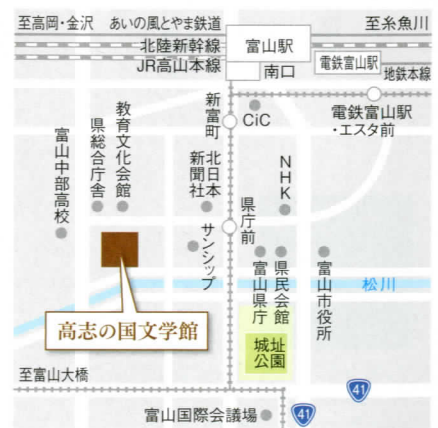 至高岡・金沢 あいの風とやま鉄道
至糸魚川
北陸新幹線
富山駅
JR高山本線
南口
電鉄富山駅
地鉄本線
新富町
CiC
電鉄富山駅
・エスタ前
教育文化会館
県総合庁舎
富山中部高校
北日本
新聞社
NHK
県庁前
サンシップ
富山県庁
県民会館
富山市役所
松川
高志の国文学館
城址
公園
至富山大橋
41
富山国際会議場
41